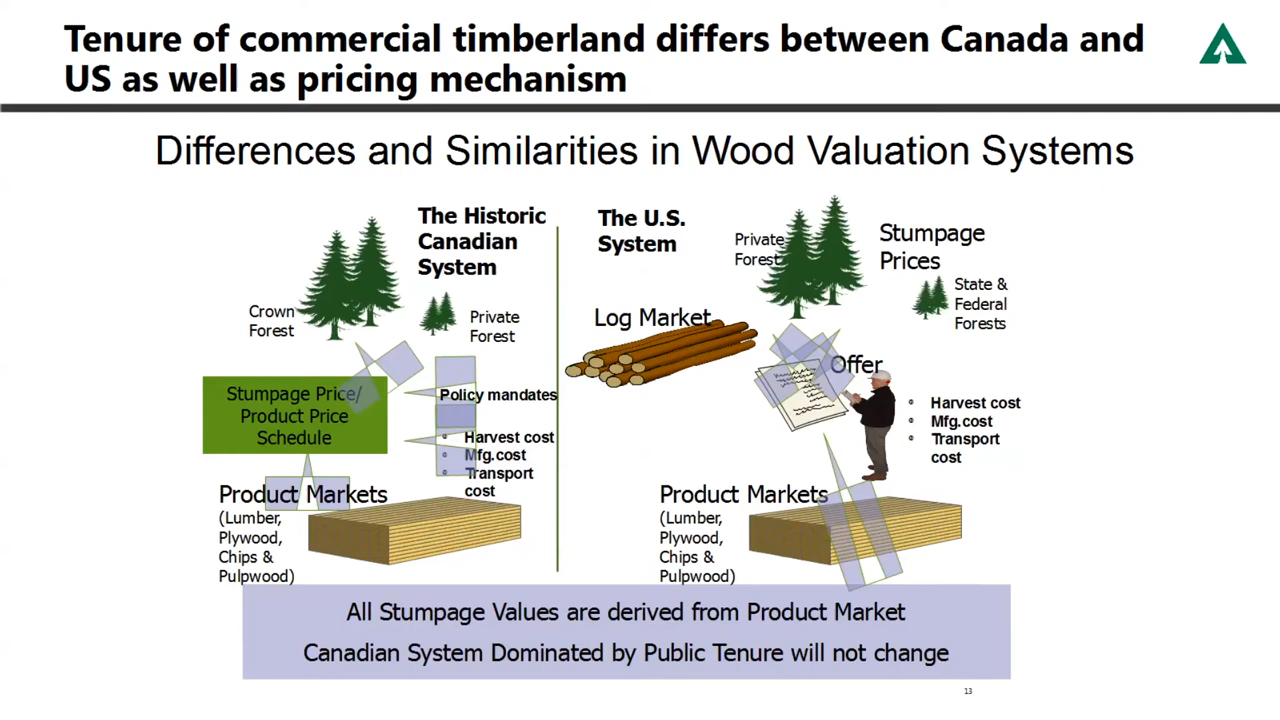 Tenure of commercial timberland differs between Canada and
US as well as pricing mechanism
Differences and Similarities in Wood Valuation Systems
The Historic
Canadian
System
Crown
Forest
Private
Forest
Stumpage Price/
Product Price
Schedule
Policy mandates
• Harvest cost
• Mfg.cost
• Transport
cost
Product Markets
(Lumber,
Plywood,
Chips &
Pulpwood)
The U.S.
System
Private
Forest
Stumpage
Prices
State &
Federal
Forests
Log Market
Offer
• Harvest cost
• Mfg.cost
• Transport
cost
Product Markets
(Lumber,
Plywood,
Chips &
Pulpwood)
All Stumpage Values are derived from Product Market
Canadian System Dominated by Public Tenure will not change
13